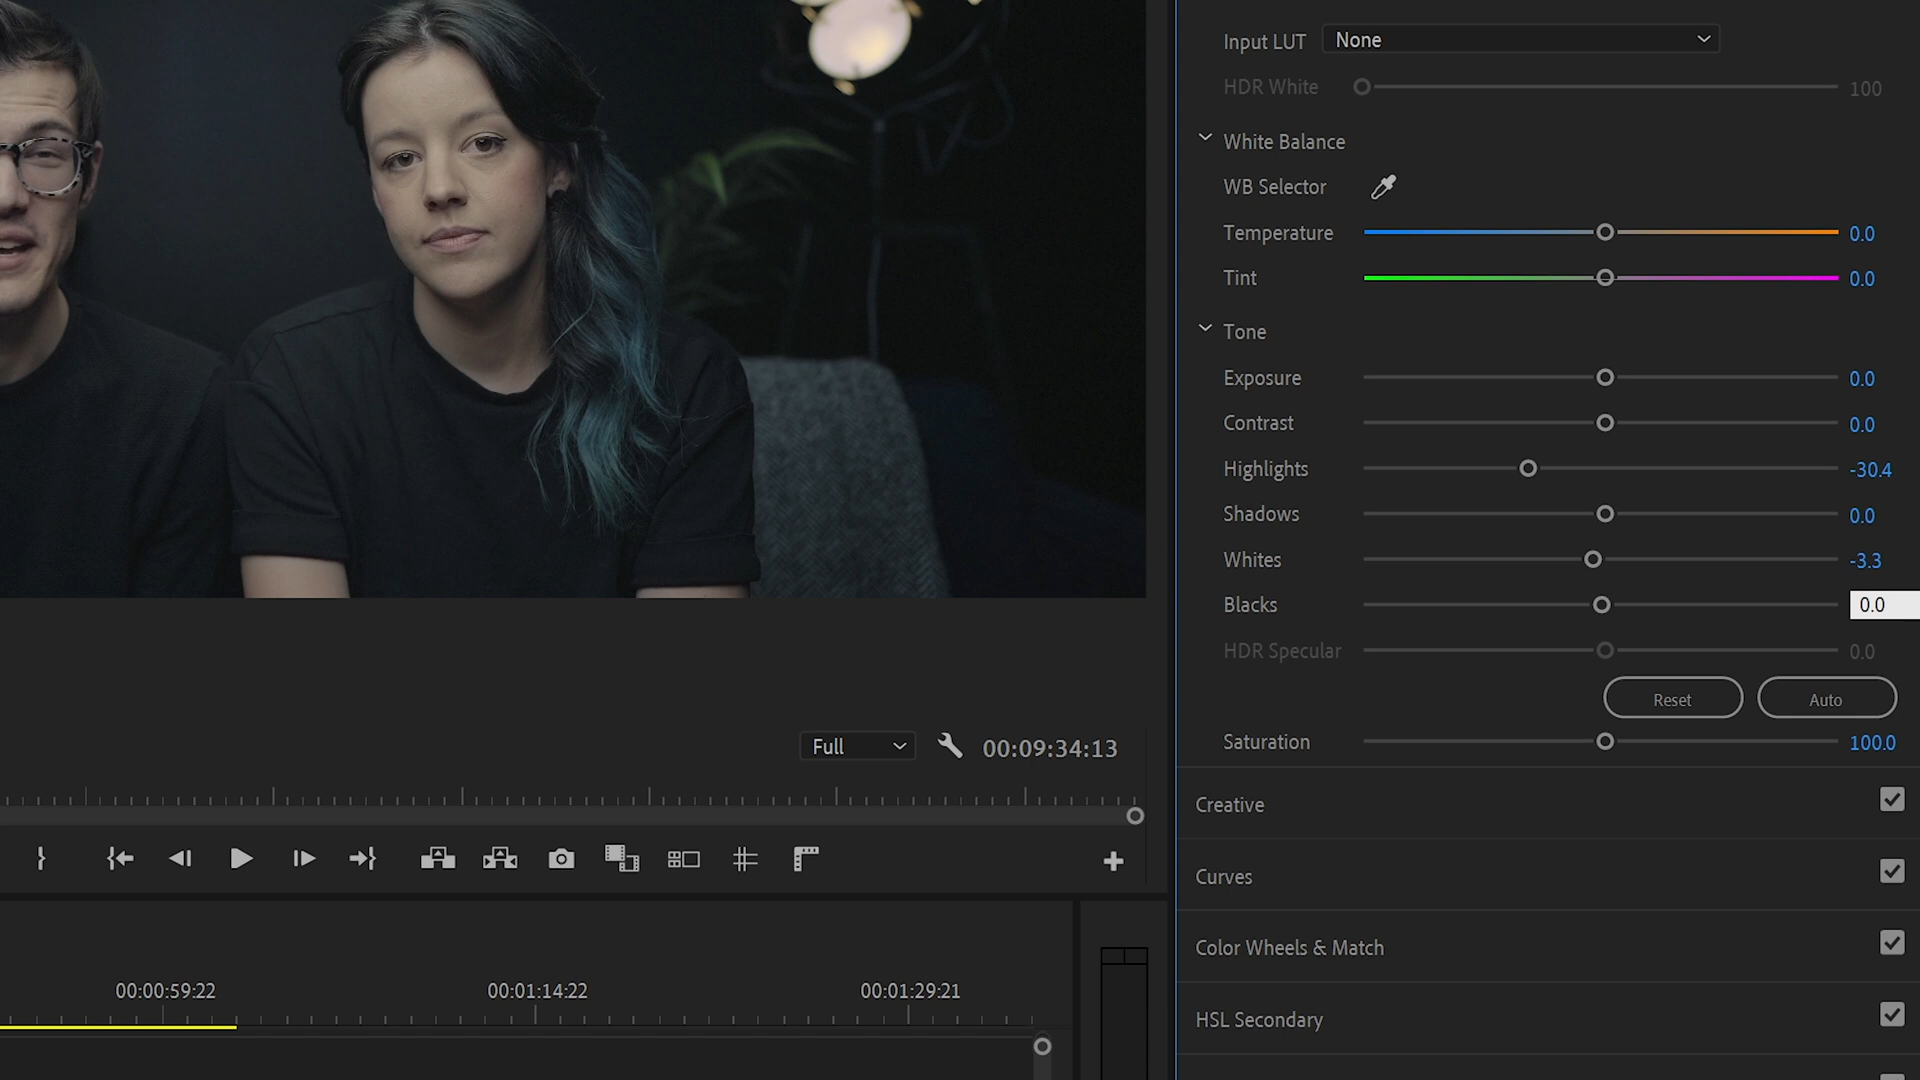 Input LUT None
HDR White 100
White Balance
WB Selector
Temperature 0.0
Tint 0.0
Tone
Exposure 0.0
Contrast 0.0
Highlights -30.4
Shadows 0.0
Whites -3.3
Blacks 0.0
HDR Specular 0.0
Reset Auto
Saturation 100.0
Creative
Curves
Color Wheels & Match
HSL Secondary
Full 00:09:34:13
00:00:59:22 00:01:14:22 00:01:29:21